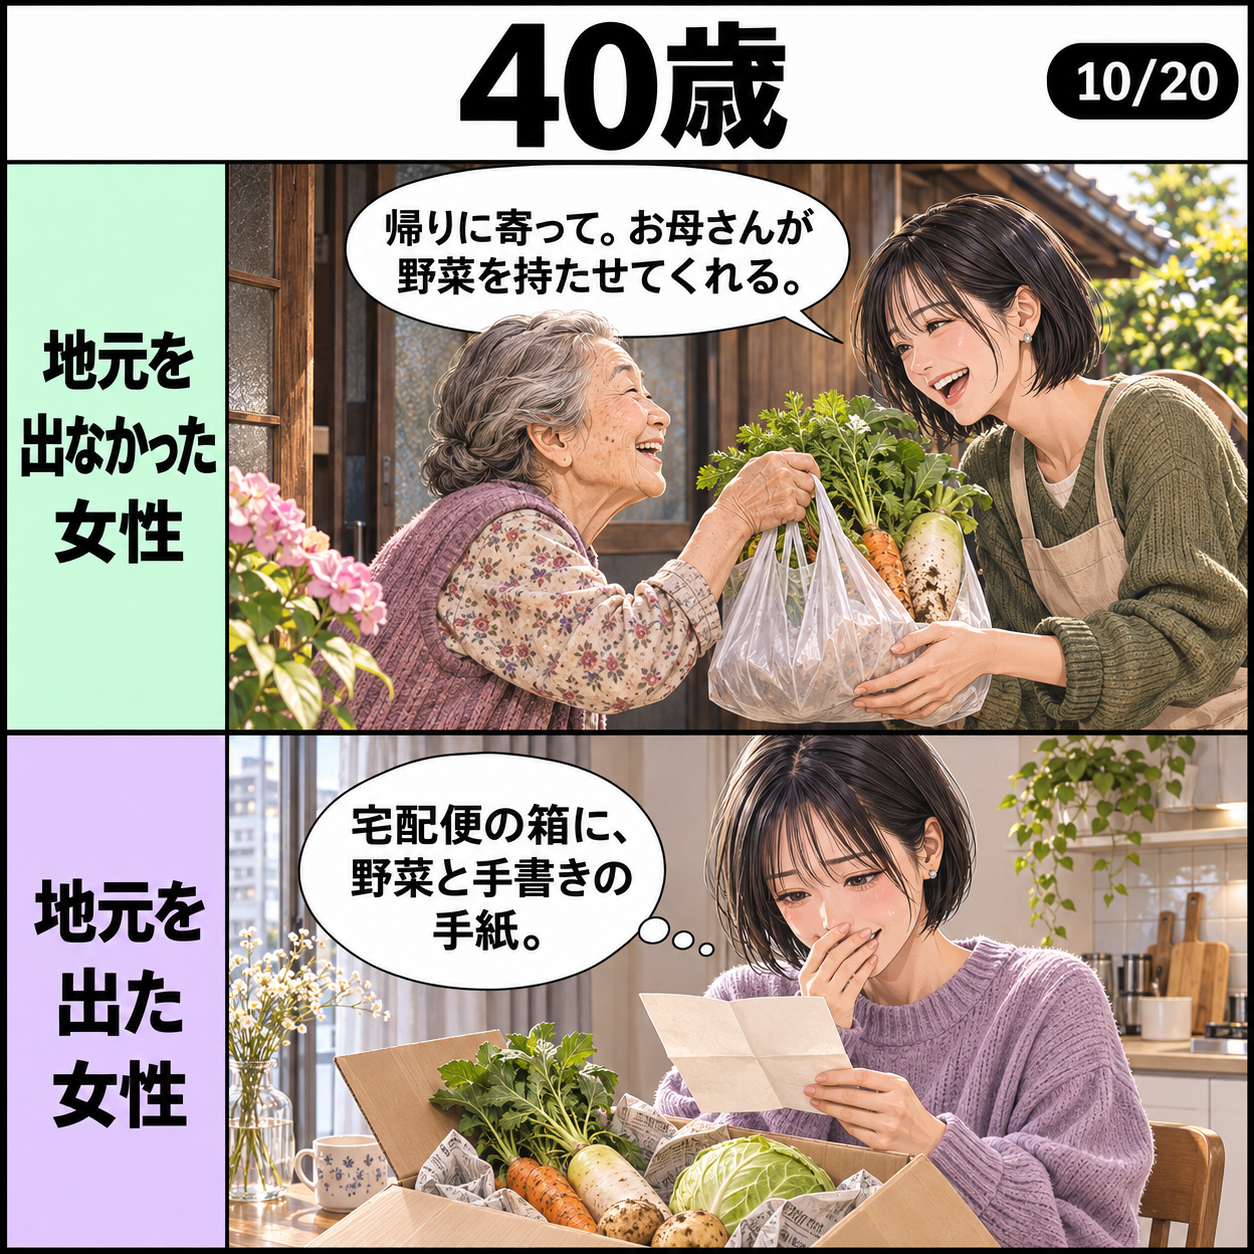 40歳
10/20
地元を
出なかった
女性
帰りに寄って。お母さんが
野菜を持たせてくれる。
地元を
出た
女性
宅配便の箱に、
野菜と手書きの
手紙。